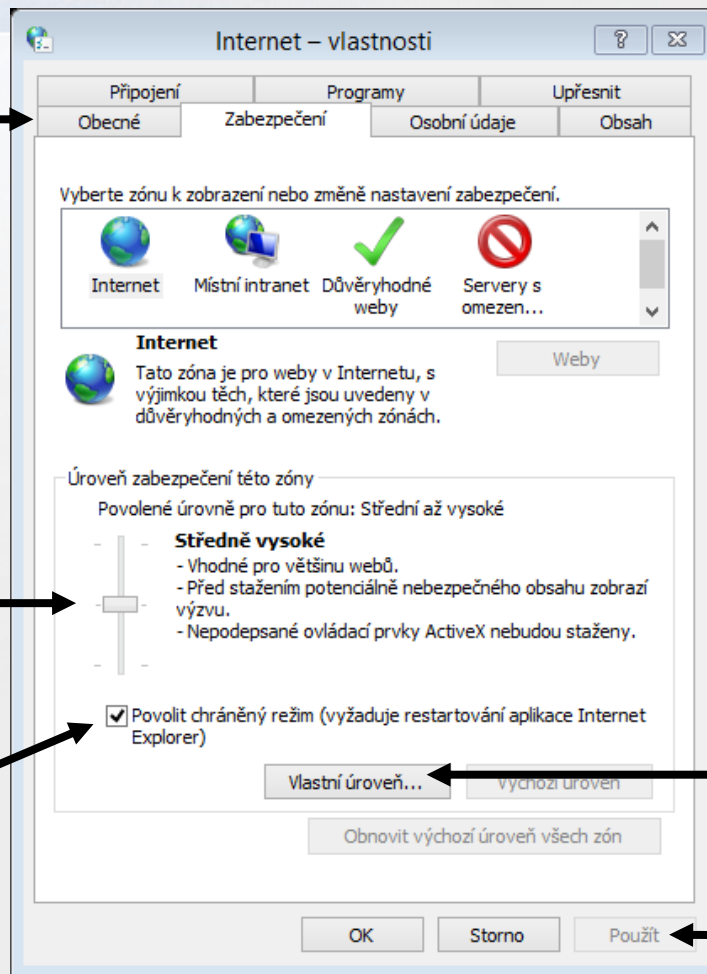 Internet – vlastnosti
Připojení Programy Upřesnit
Obecné Zabezpečení Osobní údaje Obsah
Vyberte zónu k zobrazení nebo změně nastavení zabezpečení.
Internet Místní intranet Důvěryhodné weby Servery s omezen...
Internet
Weby
Tato zóna je pro weby v Internetu, s
výjimkou těch, které jsou uvedeny v
důvěryhodných a omezených zónách.
Úroveň zabezpečení této zóny
Povolené úrovně pro tuto zónu: Střední až vysoké
Středně vysoké
- Vhodné pro většinu webů.
- Před stažením potenciálně nebezpečného obsahu zobrazí
výzvu.
- Nepodepsané ovládací prvky ActiveX nebudou staženy.
Povolit chráněný režim (vyžaduje restartování aplikace Internet
Explorer)
Vlastní úroveň... Výchozí úroveň
Obnovit výchozí úroveň všech zón
OK Storno Použít